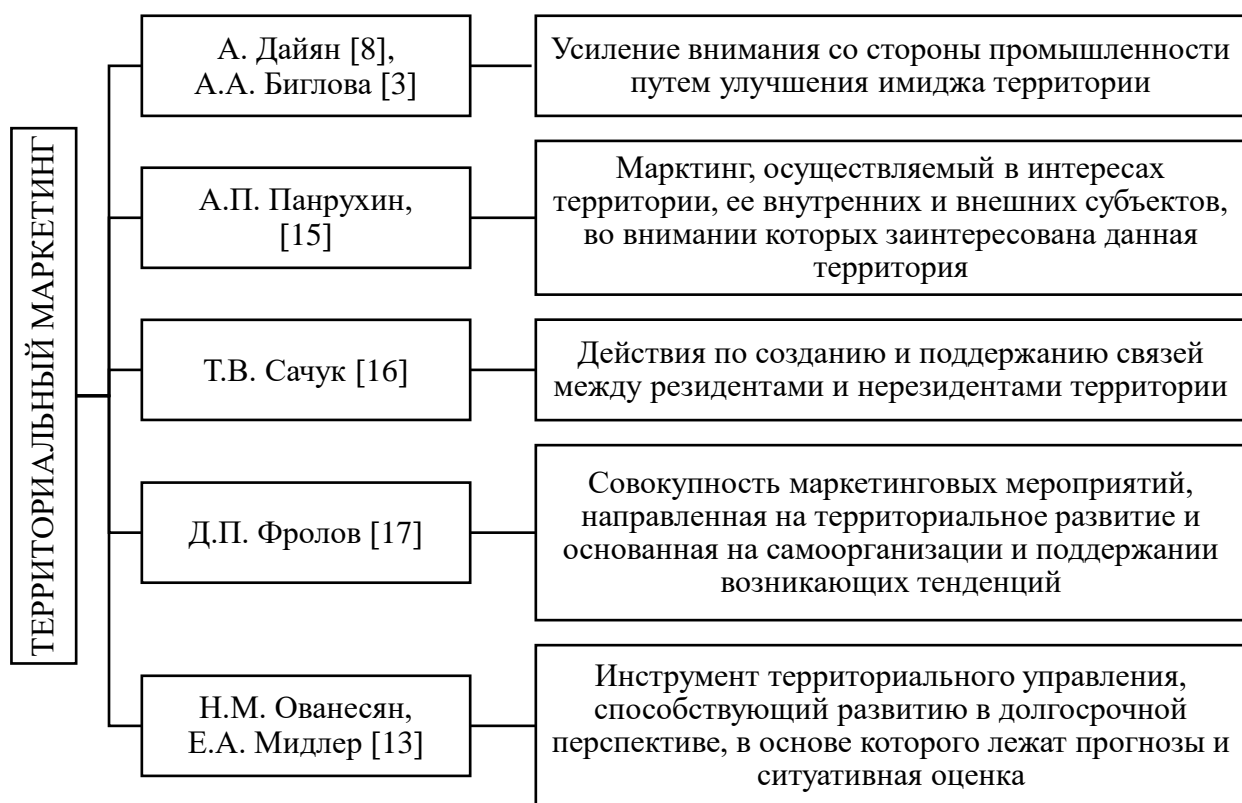 ТЕРРИТОРИАЛЬНЫЙ МАРКЕТИНГ
А. Дайян [8],
А.А. Биглова [3]
Усиление внимания со стороны промышленности
путем улучшения имиджа территории
А.П. Панрухин,
[15]
Марктинг, осуществляемый в интересах
территории, ее внутренних и внешних субъектов,
во внимании которых заинтересована данная
территория
Т.В. Сачук [16]
Действия по созданию и поддержанию связей
между резидентами и нерезидентами территории
Д.П. Фролов [17]
Совокупность маркетинговых мероприятий,
направленная на территориальное развитие и
основанная на самоорганизации и поддержании
возникающих тенденций
Н.М. Ованесян,
Е.А. Мидлер [13]
Инструмент территориального управления,
способствующий развитию в долгосрочной
перспективе, в основе которого лежат прогнозы и
ситуативная оценка